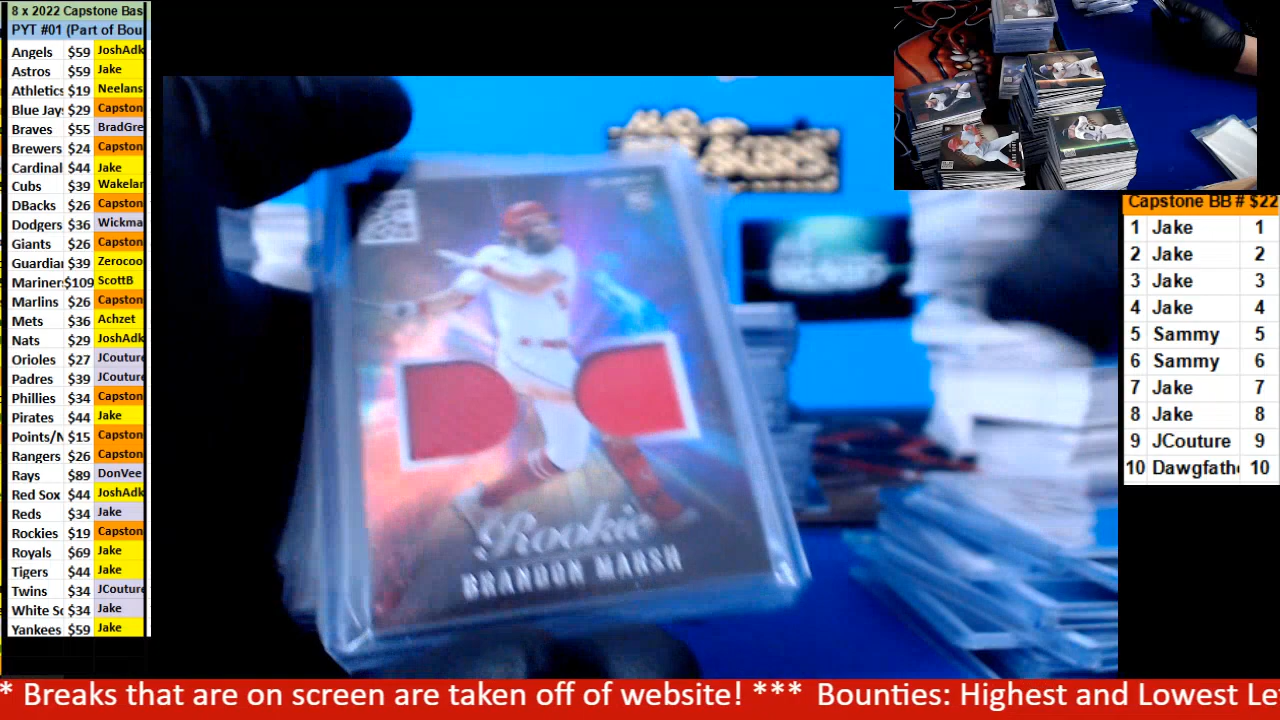 8 x 2022 Capstone Bas
PYT #01 (Part of Bou
Angels $59 JoshAdk
Astros $59 Jake
Athletics $19 Neelans
Blue Jay $29 Capston
Braves $55 BradGre
Brewers $24 Capston
Cardinal $44 Jake
Cubs $39 Wakelan
DBacks $26 Capston
Dodgers $36 Wickma
Giants $26 Capston
Guardia $39 Zerocoo
Mariner $109 ScottB
Marlins $26 Capston
Mets $36 Achzet
Nats $29 JoshAdk
Orioles $27 JCouture
Padres $39 JCouture
Phillies $34 Capston
Pirates $44 Jake
Points/N $15 Capston
Rangers $26 Capston
Rays $89 DonVee
Red Sox $44 JoshAdk
Reds $34 Jake
Rockies $19 Capston
Royals $69 Jake
Tigers $44 Jake
Twins $34 JCouture
White So $34 Jake
Yankees $59 Jake
Rookie
BRANDON MARSH
Capstone BB # $22
1 Jake 1
2 Jake 2
3 Jake 3
4 Jake 4
5 Sammy 5
6 Sammy 6
7 Jake 7
8 Jake 8
9 JCouture 9
10 Dawgfath 10
* Breaks that are on screen are taken off of website! *** Bounties: Highest and Lowest Le